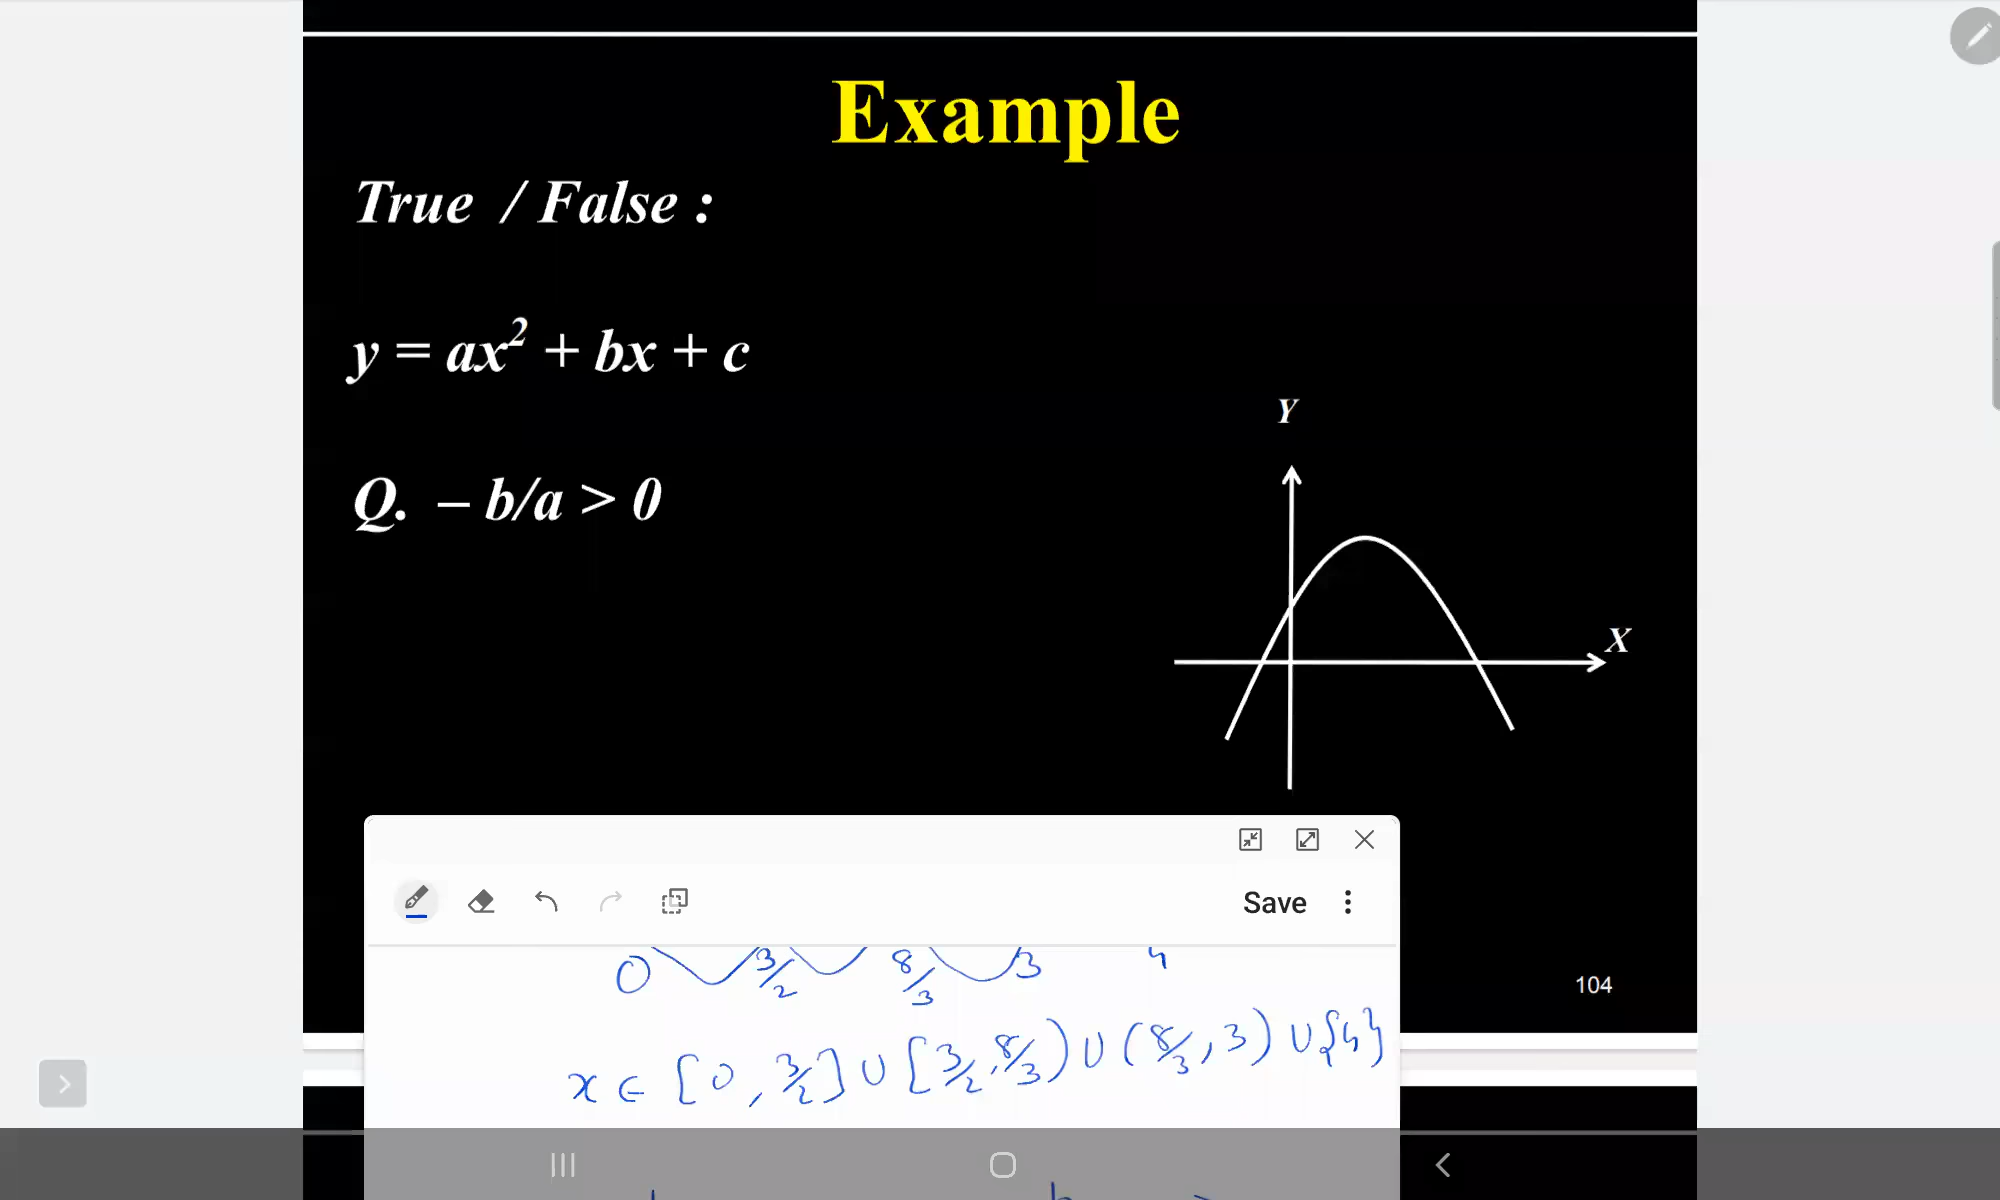 Example
True / False :
y = ax² + bx + c
Q. – b/a > 0
Y
X
Save
0 3/2 8/3 3 4
x ∈ [0, 3/2] ∪ [3/2, 8/3) ∪ (8/3, 3) ∪ {4}
104